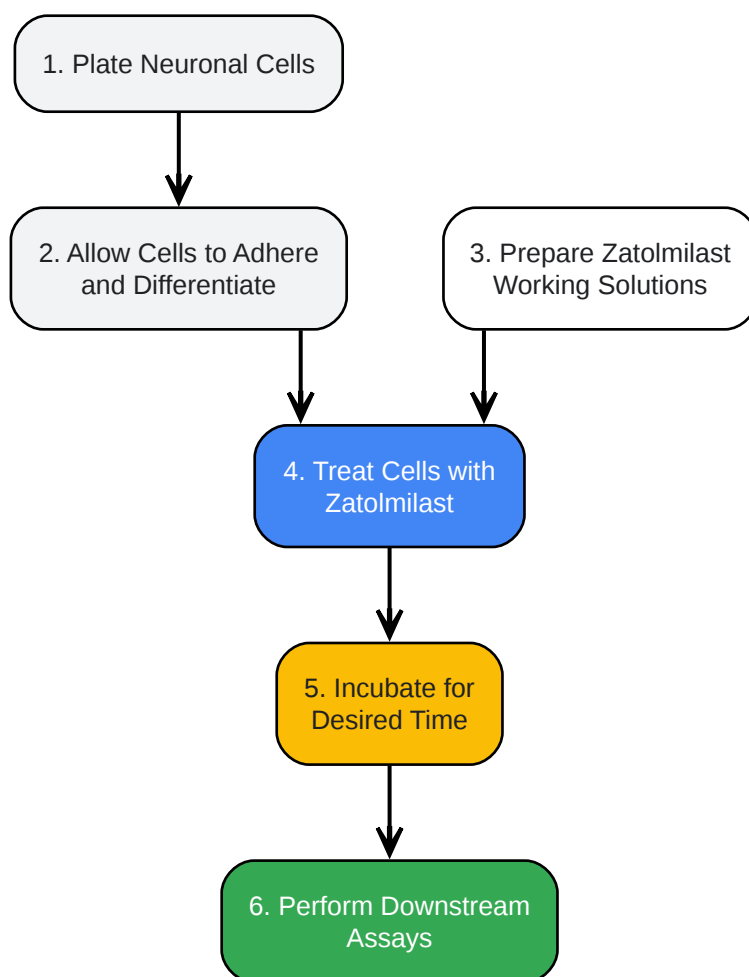 1. Plate Neuronal Cells
2. Allow Cells to Adhere
and Differentiate
3. Prepare Zatolmilast
Working Solutions
4. Treat Cells with
Zatolmilast
5. Incubate for
Desired Time
6. Perform Downstream
Assays